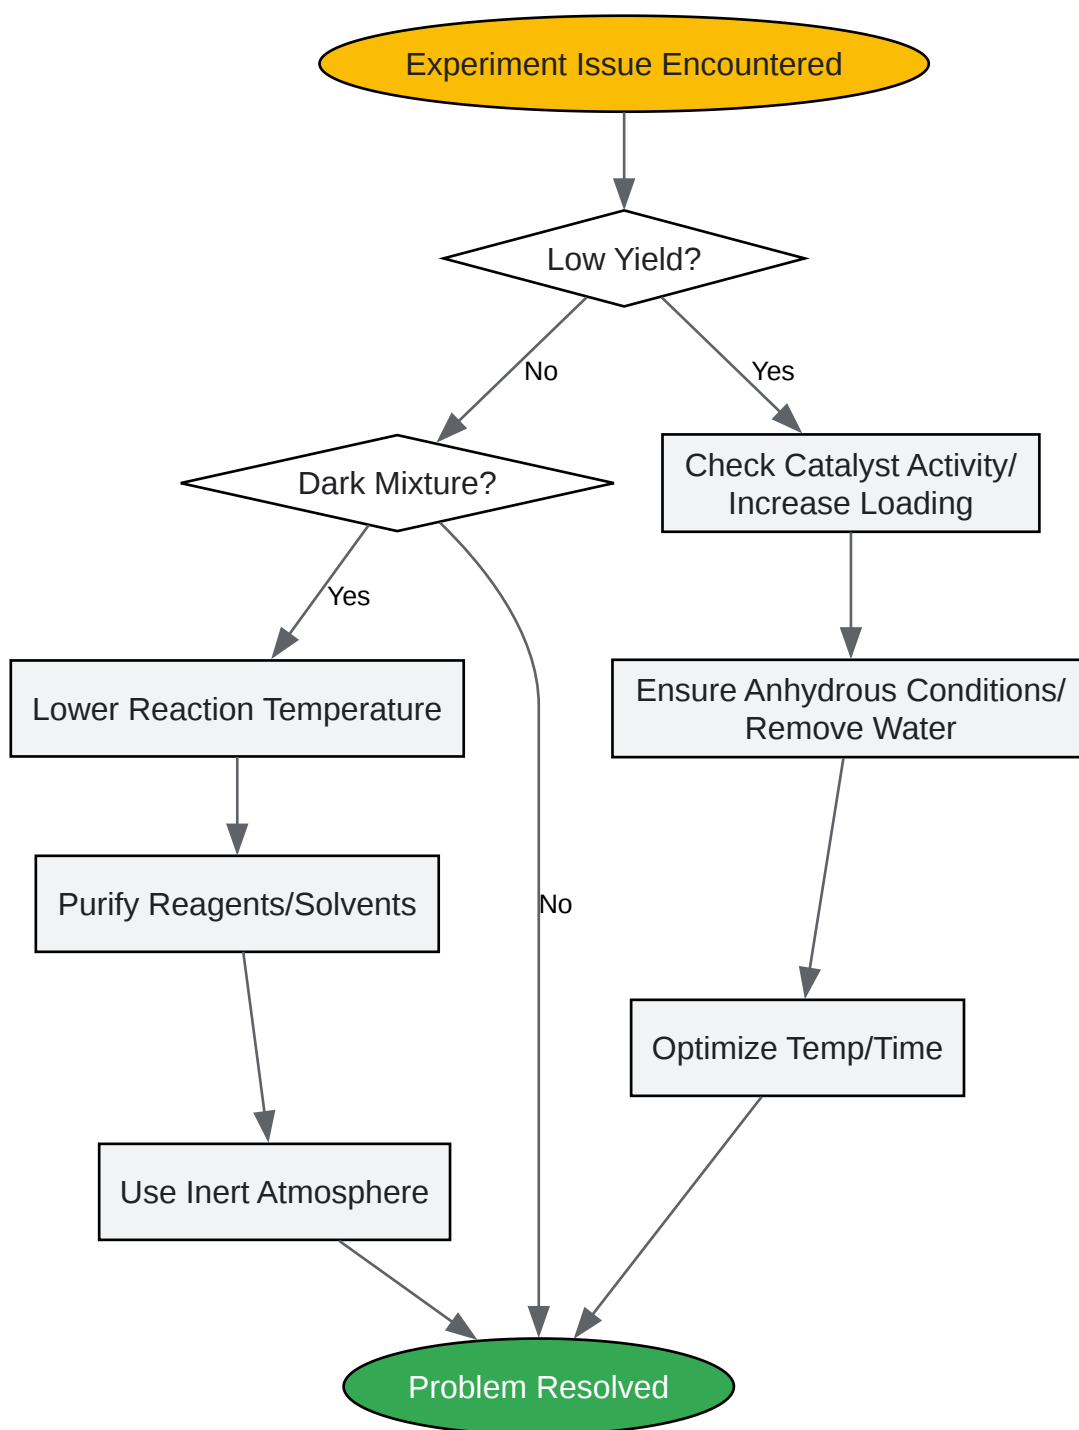 Experiment Issue Encountered
Low Yield?
No
Yes
Dark Mixture?
Check Catalyst Activity/
Increase Loading
Yes
Lower Reaction Temperature
Ensure Anhydrous Conditions/
Remove Water
Purify Reagents/Solvents
No
Optimize Temp/Time
Use Inert Atmosphere
Problem Resolved